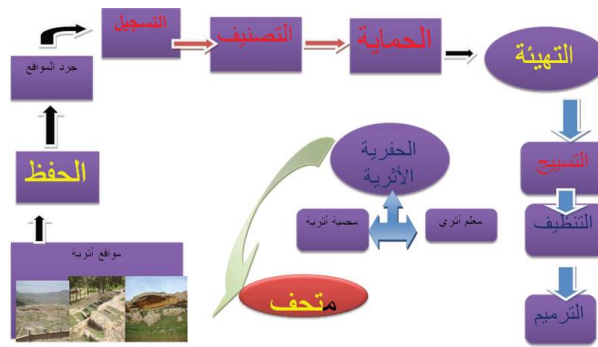 التسجيل
التصنيف
الحماية
التهيئة
جرد المواقع
الحفظ
مواقع أثرية
الحفرية
الأثرية
محمية أثرية
معلم أثري
متحف
التسييج
التنظيف
الترميم